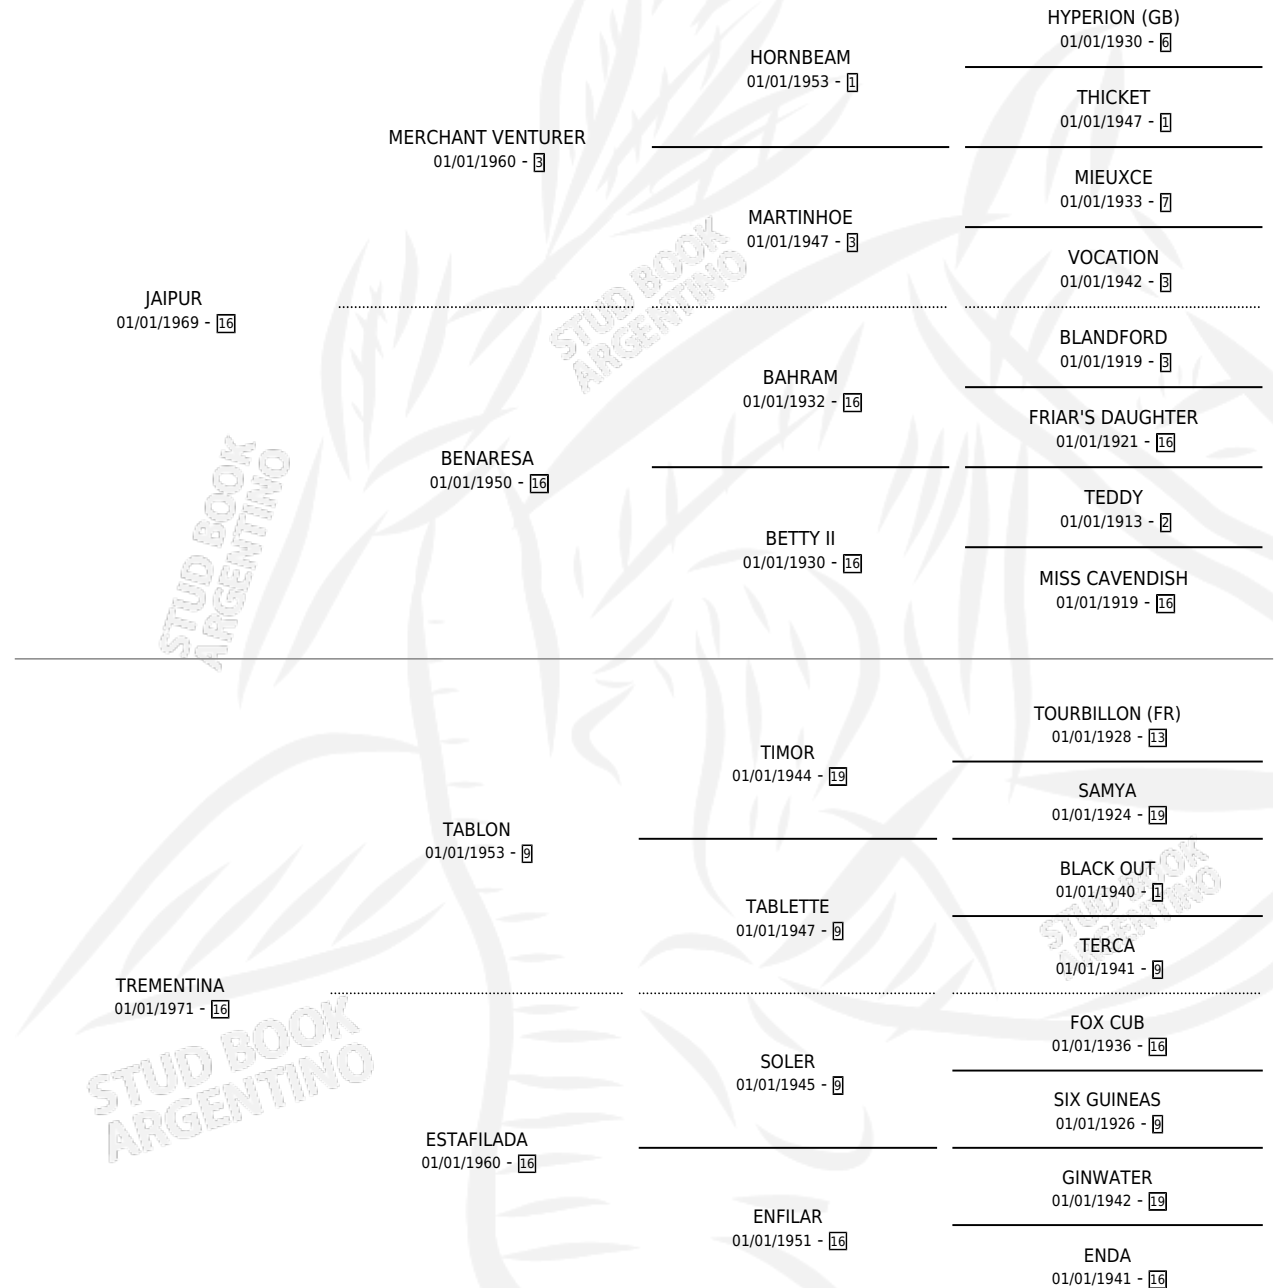 HYPERION (GB)
01/01/1930 - 6
HORNBEAM
01/01/1953 - 1
THICKET
01/01/1947 - 1
MERCHANT VENTURER
01/01/1960 - 3
MIEUXCE
01/01/1933 - 7
MARTINHOE
01/01/1947 - 3
VOCATION
01/01/1942 - 3
JAIPUR
01/01/1969 - 16
BLANDFORD
01/01/1919 - 3
BAHRAM
01/01/1932 - 16
FRIAR'S DAUGHTER
01/01/1921 - 16
BENARESA
01/01/1950 - 16
TEDDY
01/01/1913 - 2
BETTY II
01/01/1930 - 16
MISS CAVENDISH
01/01/1919 - 16
STUD BOOK
ARGENTINO
STUD BOOK
ARGENTINO
TOURBILLON (FR)
01/01/1928 - 13
TIMOR
01/01/1944 - 19
SAMYA
01/01/1924 - 19
TABLON
01/01/1953 - 9
BLACK OUT
01/01/1940 - 1
TABLETTE
01/01/1947 - 9
TERCA
01/01/1941 - 9
TREMENTINA
01/01/1971 - 16
FOX CUB
01/01/1936 - 16
SOLER
01/01/1945 - 9
SIX GUINEAS
01/01/1926 - 9
ESTAFILADA
01/01/1960 - 16
GINWATER
01/01/1942 - 19
ENFILAR
01/01/1951 - 16
ENDA
01/01/1941 - 16
STUD BOOK
ARGENTINO
STUD BOOK
ARGENTINO